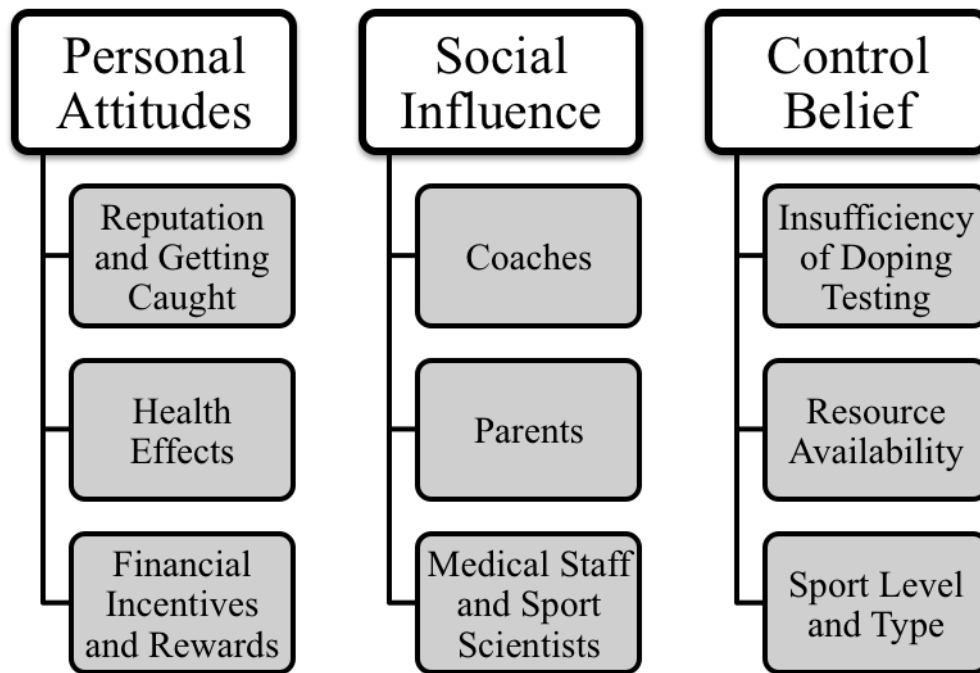 Personal
Attitudes
Reputation
and Getting
Caught
Health
Effects
Financial
Incentives
and Rewards
Social
Influence
Coaches
Parents
Medical Staff
and Sport
Scientists
Control
Belief
Insufficiency
of Doping
Testing
Resource
Availability
Sport Level
and Type